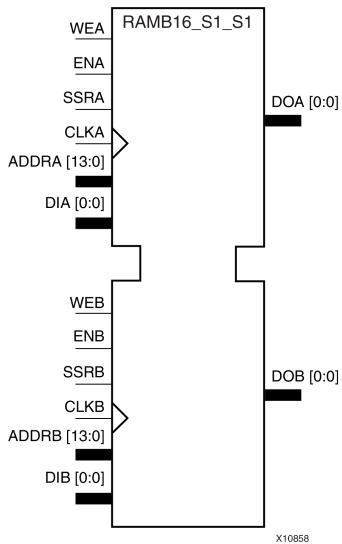 RAMB16_S1_S1
WEA
ENA
SSRA
CLKA
ADDRA [13:0]
DIA [0:0]
DOA [0:0]
WEB
ENB
SSRB
CLKB
ADDRB [13:0]
DIB [0:0]
DOB [0:0]
X10858